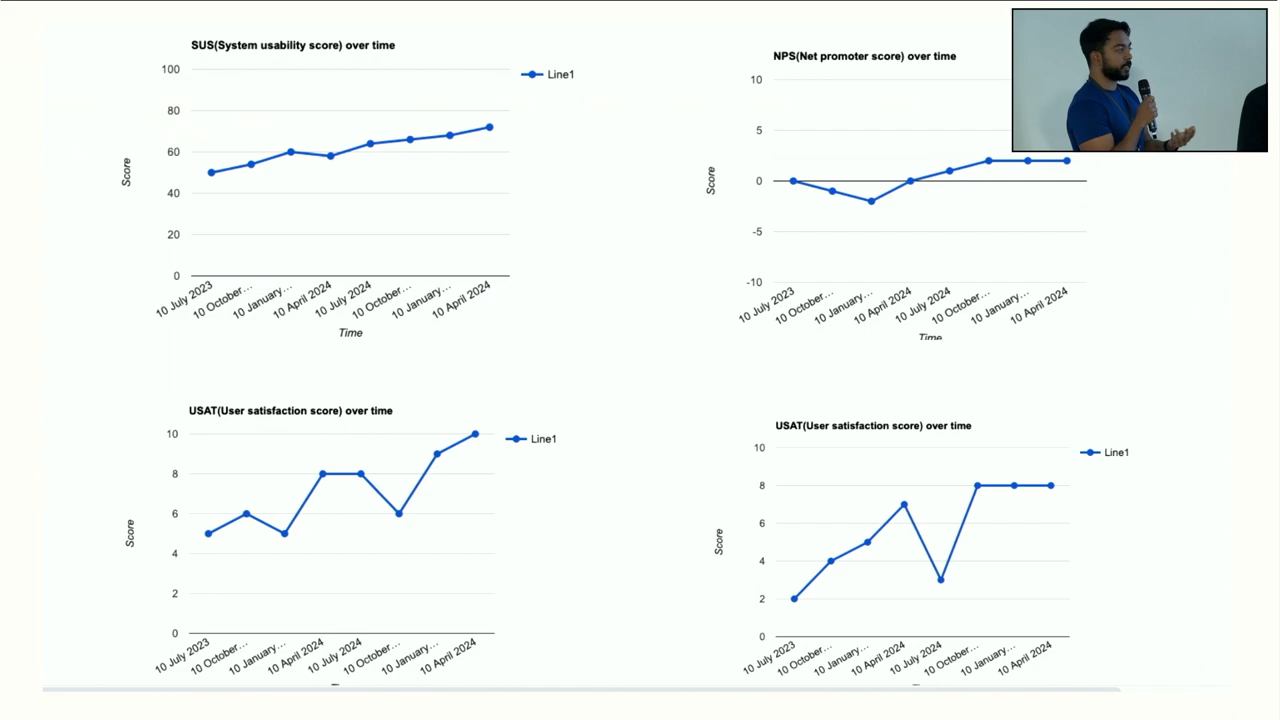 SUS(System usability score) over time
100
80
60
40
20
0
Score
Line1
10 July 2023
10 October...
10 January...
10 April 2024
10 July 2024
10 October...
10 January...
10 April 2024
Time
NPS(Net promoter score) over time
10
5
0
-5
-10
Score
10 July 2023
10 October...
10 January...
10 April 2024
10 July 2024
10 October...
10 January...
10 April 2024
Time
USAT(User satisfaction score) over time
10
8
6
4
2
0
Score
Line1
10 July 2023
10 October...
10 January...
10 April 2024
10 July 2024
10 October...
10 January...
10 April 2024
USAT(User satisfaction score) over time
10
8
6
4
2
0
Score
Line1
10 July 2023
10 October...
10 January...
10 April 2024
10 July 2024
10 October...
10 January...
10 April 2024